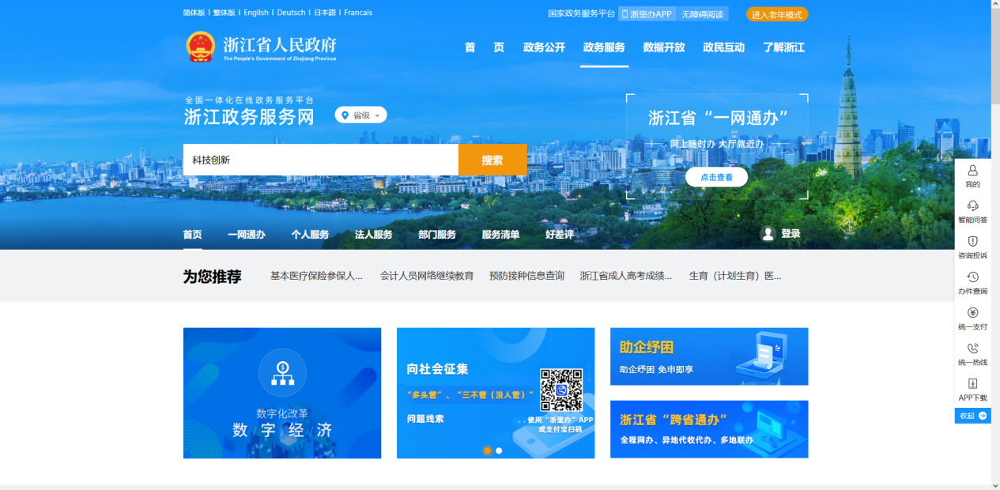 简体版 | 繁体版 | English | Deutsch | 日本語 | Francais
国家政务服务平台 浙里办APP 无障碍阅读 进入老年模式
浙江省人民政府
The People's Government of Zhejiang Province
首 页 政务公开 政务服务 数据开放 政民互动 了解浙江
全国一体化在线政务服务平台
浙江政务服务网 省级
科技创新 搜索
浙江省“一网通办”
网上随时办 大厅就近办
点击查看
首页 一网通办 个人服务 法人服务 部门服务 服务清单 好差评 登录
为您推荐 基本医疗保险参保人... 会计人员网络继续教育 预防接种信息查询 浙江省成人高考成绩... 生育（计划生育）医...
数字化改革
数/字/经/济
向社会征集
“多头管”、“三不管（没人管）”
问题线索
使用“浙里办”APP
或支付宝扫码
助企纾困
助企纾困 免申即享
浙江省“跨省通办”
全程网办、异地代收代办、多地联办
我的
智能问答
咨询投诉
办件查询
统一支付
统一热线
APP下载
收起